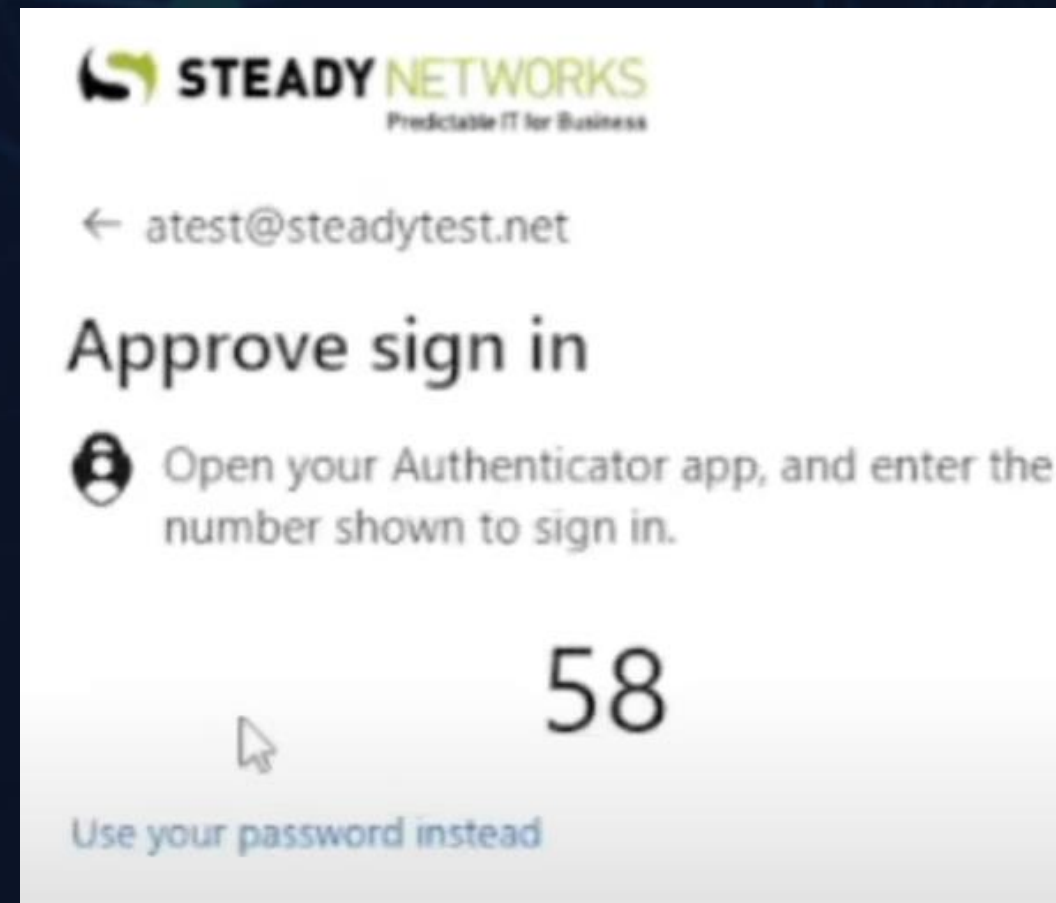 STEADY NETWORKS
Predictable IT for Business
← atest@steadytest.net
Approve sign in
Open your Authenticator app, and enter the
number shown to sign in.
58
Use your password instead